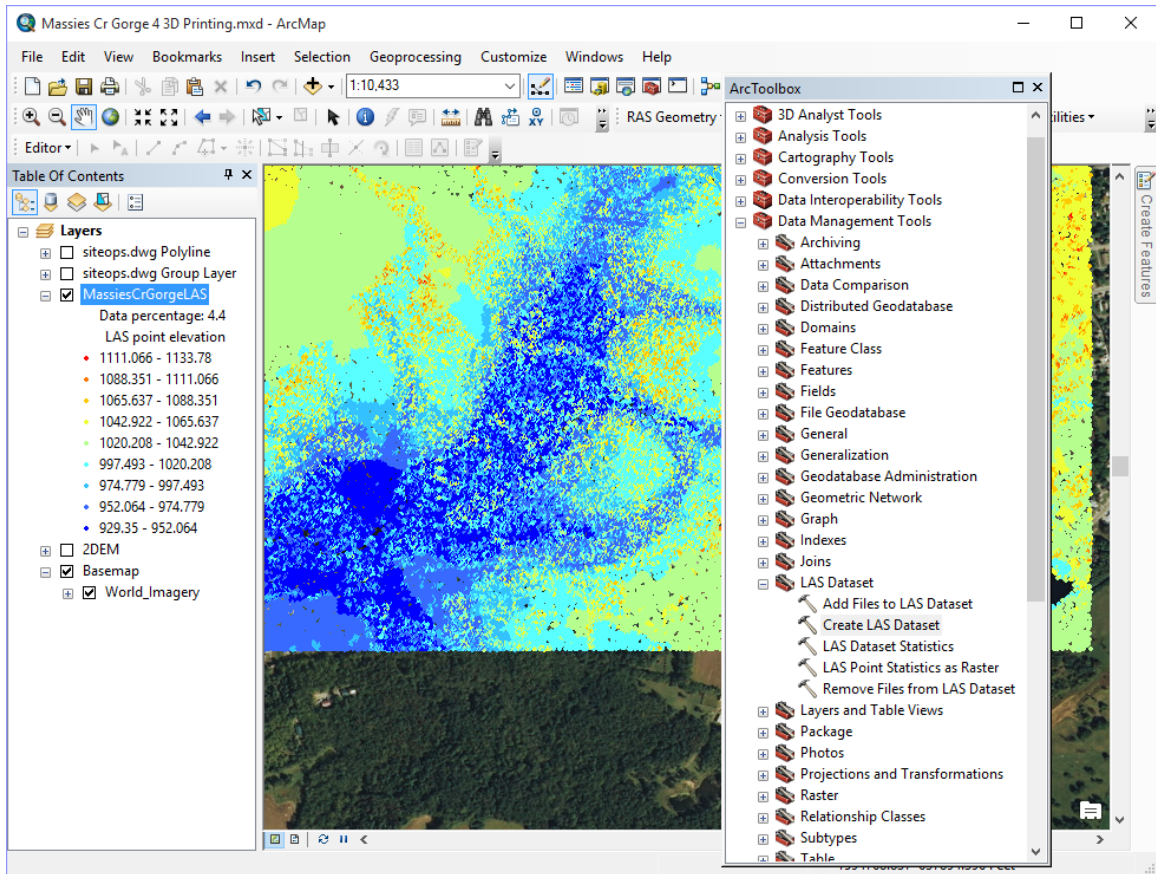 Massies Cr Gorge 4 3D Printing.mxd - ArcMap
File Edit View Bookmarks Insert Selection Geoprocessing Customize Windows Help
1:10,433
RAS Geometry
ilities
Editor
Table Of Contents
Layers
siteops.dwg Polyline
siteops.dwg Group Layer
MassiesCrGorgeLAS
Data percentage: 4.4
LAS point elevation
1111.066 - 1133.78
1088.351 - 1111.066
1065.637 - 1088.351
1042.922 - 1065.637
1020.208 - 1042.922
997.493 - 1020.208
974.779 - 997.493
952.064 - 974.779
929.35 - 952.064
2DEM
Basemap
World_Imagery
ArcToolbox
3D Analyst Tools
Analysis Tools
Cartography Tools
Conversion Tools
Data Interoperability Tools
Data Management Tools
Archiving
Attachments
Data Comparison
Distributed Geodatabase
Domains
Feature Class
Features
Fields
File Geodatabase
General
Generalization
Geodatabase Administration
Geometric Network
Graph
Indexes
Joins
LAS Dataset
Add Files to LAS Dataset
Create LAS Dataset
LAS Dataset Statistics
LAS Point Statistics as Raster
Remove Files from LAS Dataset
Layers and Table Views
Package
Photos
Projections and Transformations
Raster
Relationship Classes
Subtypes
Table
Create Features